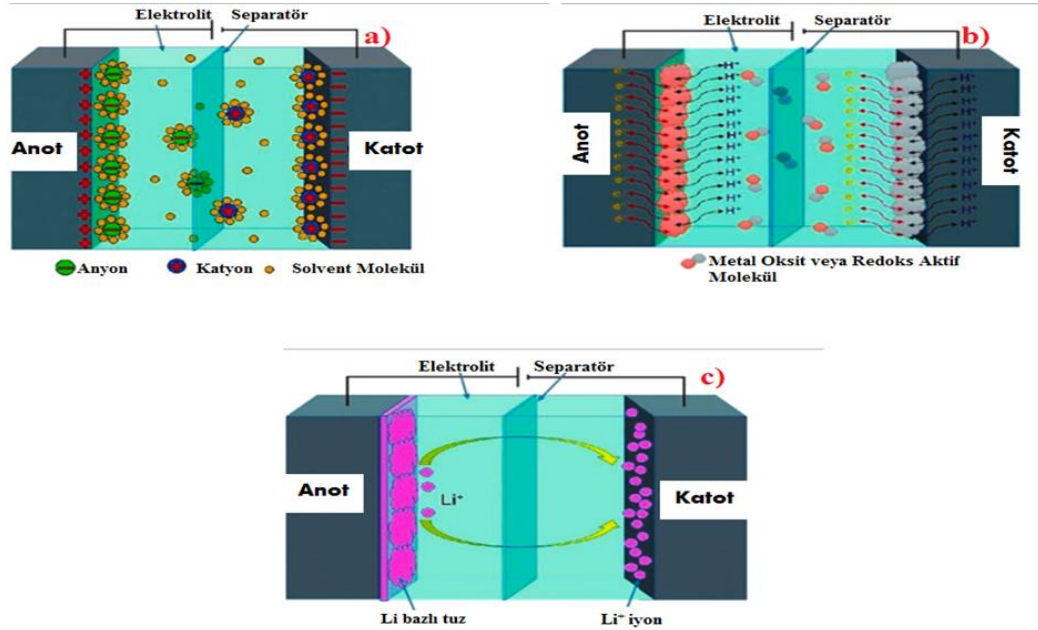 Elektrolit Separatör
a)
Anot
Katot
Anyon Katyon Solvent Molekül
Elektrolit Separatör
b)
H⁺
Anot
Katot
H⁺
Metal Oksit veya Redoks Aktif
Molekül
Elektrolit Separatör
c)
Anot
Li⁺
Katot
Li bazlı tuz
Li⁺ iyon